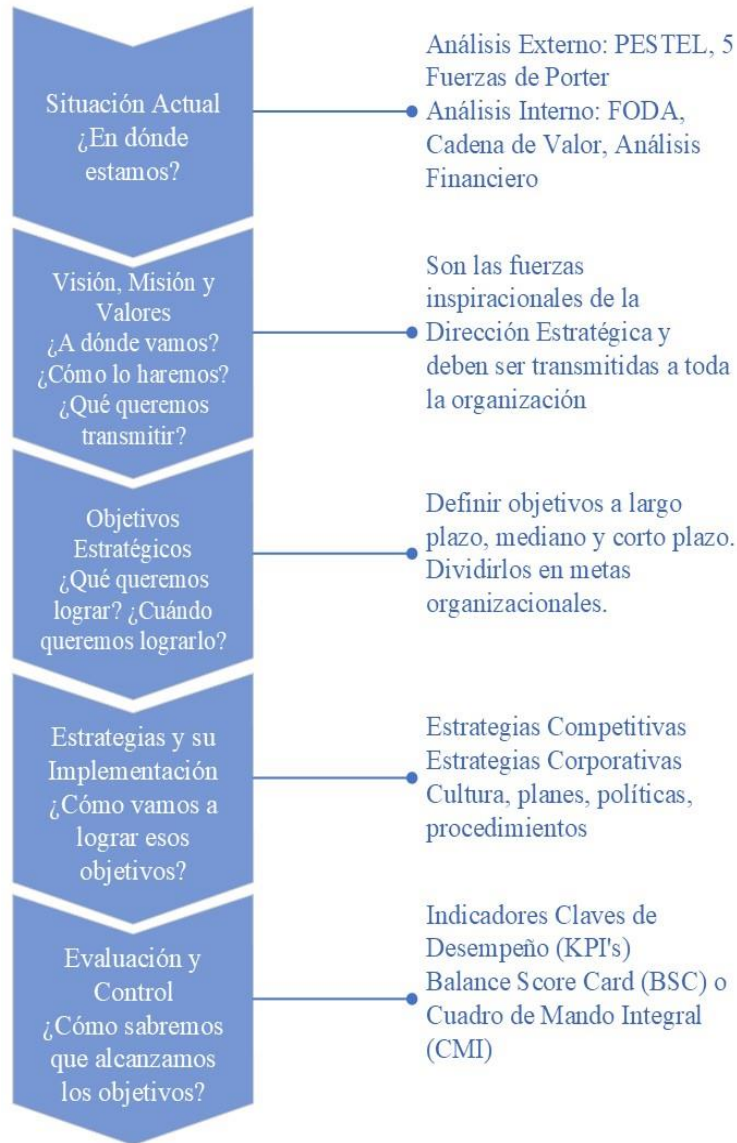 Situación Actual
¿En dónde
estamos?
Análisis Externo: PESTEL, 5
Fuerzas de Porter
Análisis Interno: FODA,
Cadena de Valor, Análisis
Financiero
Visión, Misión y
Valores
¿A dónde vamos?
¿Cómo lo haremos?
¿Qué queremos
transmitir?
Son las fuerzas
inspiracionales de la
Dirección Estratégica y
deben ser transmitidas a toda
la organización
Objetivos
Estratégicos
¿Qué queremos
lograr? ¿Cuándo
queremos lograrlo?
Definir objetivos a largo
plazo, mediano y corto plazo.
Dividirlos en metas
organizacionales.
Estrategias y su
Implementación
¿Cómo vamos a
lograr esos
objetivos?
Estrategias Competitivas
Estrategias Corporativas
Cultura, planes, políticas,
procedimientos
Evaluación y
Control
¿Cómo sabremos
que alcanzamos
los objetivos?
Indicadores Claves de
Desempeño (KPI's)
Balance Score Card (BSC) o
Cuadro de Mando Integral
(CMI)